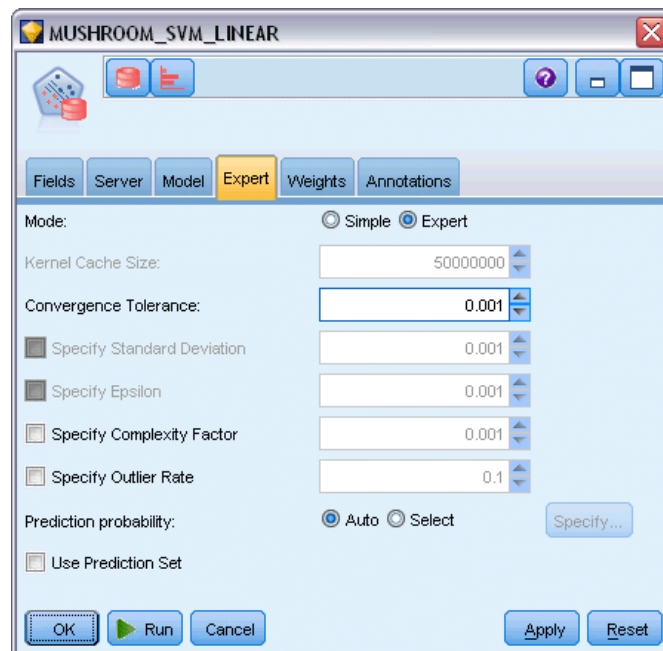 MUSHROOM_SVM_LINEAR
Fields Server Model Expert Weights Annotations
Mode: Simple Expert
Kernel Cache Size: 50000000
Convergence Tolerance: 0.001
Specify Standard Deviation 0.001
Specify Epsilon 0.001
Specify Complexity Factor 0.001
Specify Outlier Rate 0.1
Prediction probability: Auto Select Specify...
Use Prediction Set
OK Run Cancel Apply Reset